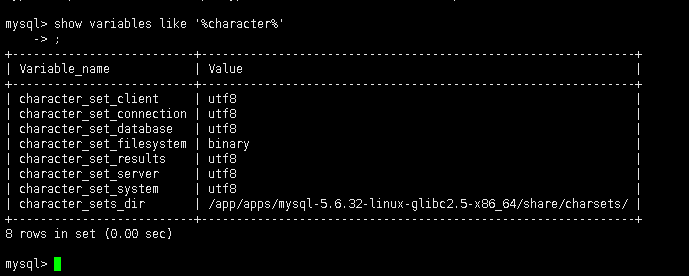 mysql> show variables like '%character%'
    -> ;
+--------------------------+------------------------------------------------------+
| Variable_name            | Value                                                |
+--------------------------+------------------------------------------------------+
| character_set_client     | utf8                                                 |
| character_set_connection | utf8                                                 |
| character_set_database   | utf8                                                 |
| character_set_filesystem | binary                                               |
| character_set_results    | utf8                                                 |
| character_set_server     | utf8                                                 |
| character_set_system     | utf8                                                 |
| character_sets_dir       | /app/apps/mysql-5.6.32-linux-glibc2.5-x86_64/share/charsets/ |
+--------------------------+------------------------------------------------------+
8 rows in set (0.00 sec)
mysql>